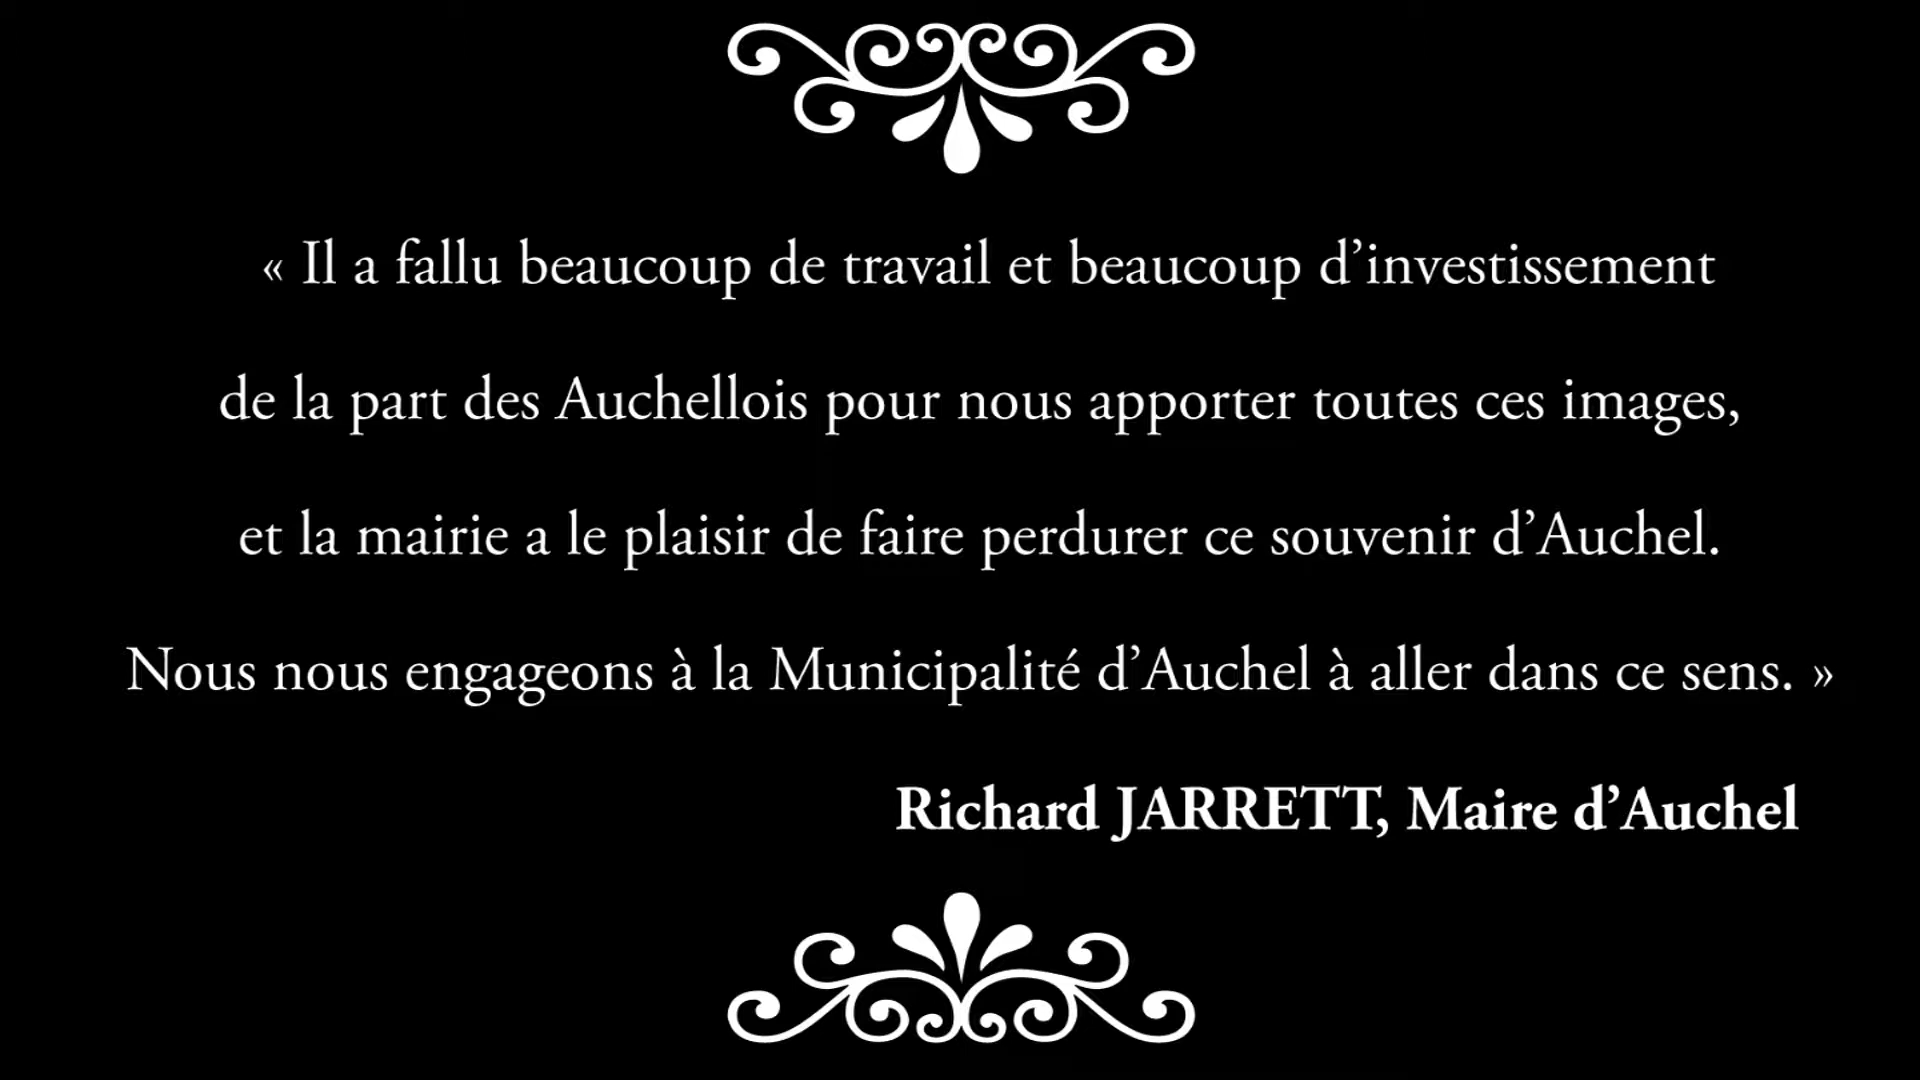 « Il a fallu beaucoup de travail et beaucoup d’investissement
de la part des Auchellois pour nous apporter toutes ces images,
et la mairie a le plaisir de faire perdurer ce souvenir d’Auchel.
Nous nous engageons à la Municipalité d’Auchel à aller dans ce sens. »
Richard JARRETT, Maire d’Auchel